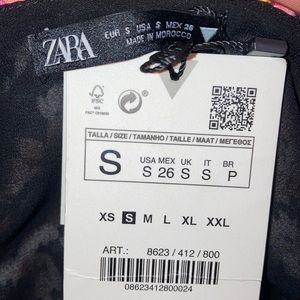 ZARA
EUR S USA S MEX 26
MADE IN MOROCCO
FSC
TALLA / SIZE / TAMANHO / TAILLE / MAAT / ΜΕΓΕΘΟΣ
S
USA MEX UK IT BR
S 26 S S P
XS S M L XL XXL
ART.: 8623 / 412 / 800
08623412800024